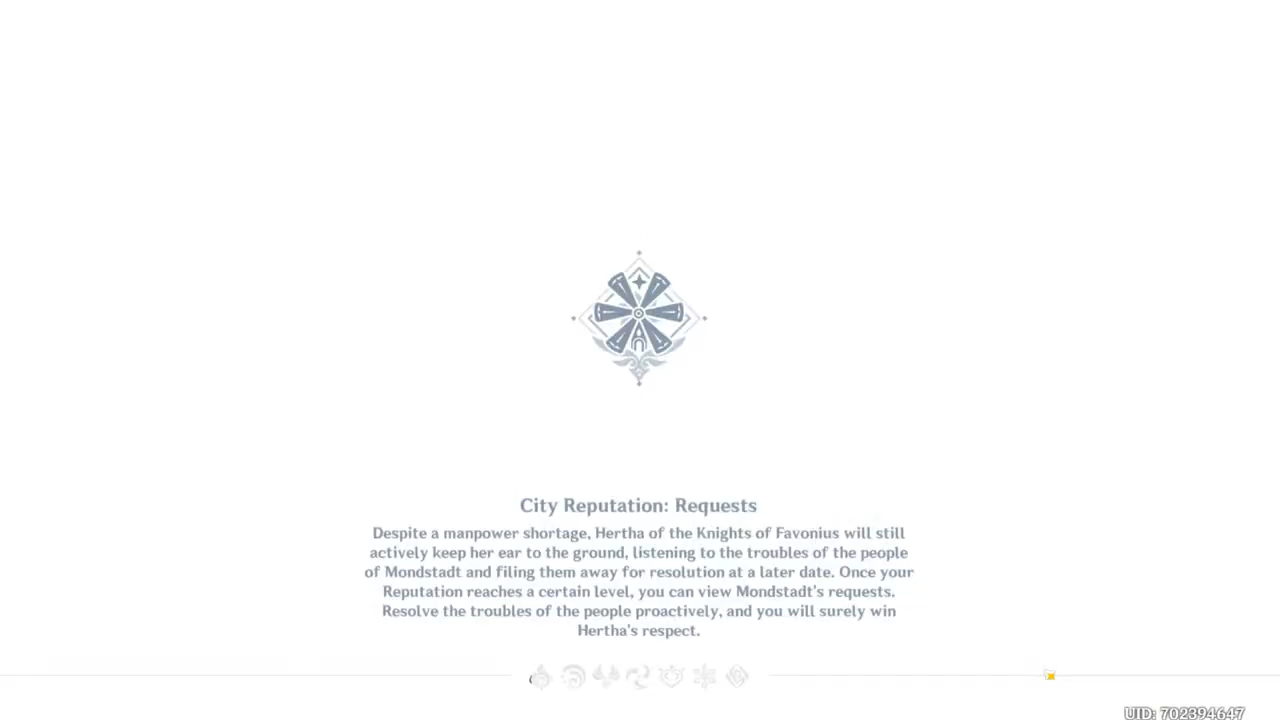 City Reputation: Requests
Despite a manpower shortage, Hertha of the Knights of Favonius will still
actively keep her ear to the ground, listening to the troubles of the people
of Mondstadt and filing them away for resolution at a later date. Once your
Reputation reaches a certain level, you can view Mondstadt's requests.
Resolve the troubles of the people proactively, and you will surely win
Hertha's respect.
UID: 702394647